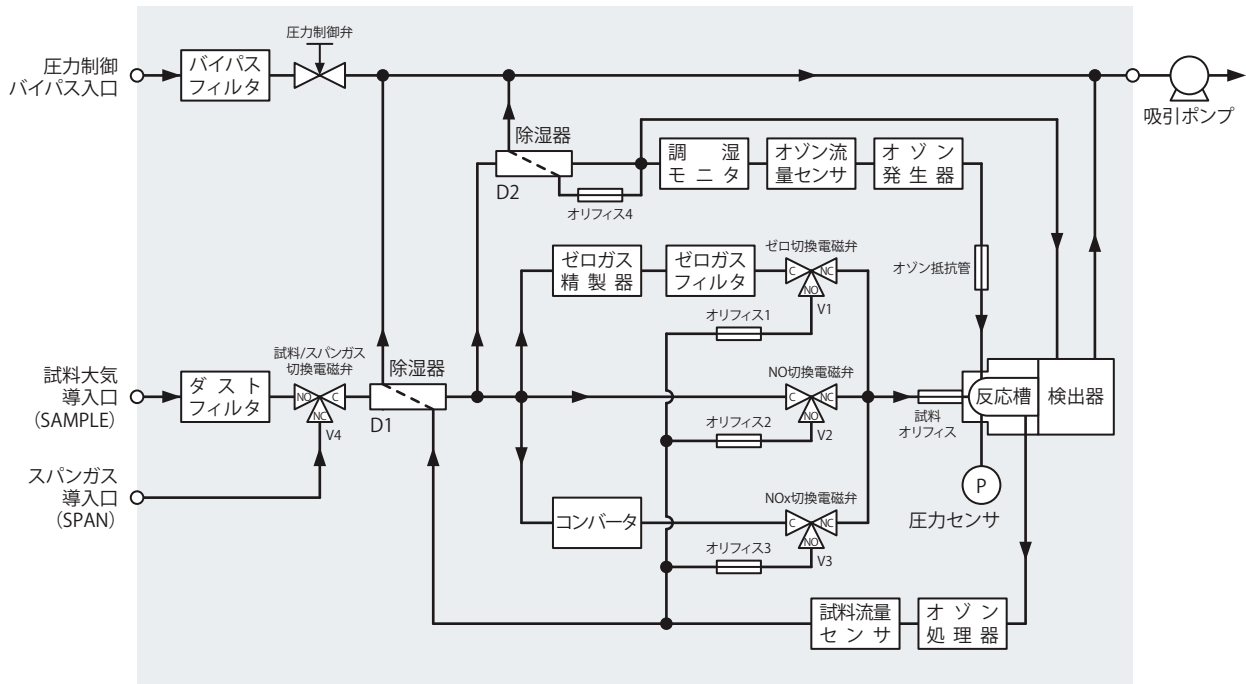 圧力制御
バイパス入口
バイパス
フィルタ
圧力制御弁
吸引ポンプ
除湿器
D2
オリフィス4
調湿
モニタ
オゾン流
量センサ
オゾン
発生器
オゾン抵抗管
ゼロガス
精製器
ゼロガス
フィルタ
ゼロ切換電磁弁
C
NC
NO
V1
オリフィス1
試料大気
導入口
(SAMPLE)
ダスト
フィルタ
試料/スパンガス
切換電磁弁
NO
C
NC
V4
除湿器
D1
NO切換電磁弁
C
NC
NO
V2
オリフィス2
試料
オリフィス
反応槽
検出器
P
圧力センサ
スパンガス
導入口
(SPAN)
コンバータ
NOx切換電磁弁
C
NC
NO
V3
オリフィス3
試料流量
センサ
オゾン
処理器